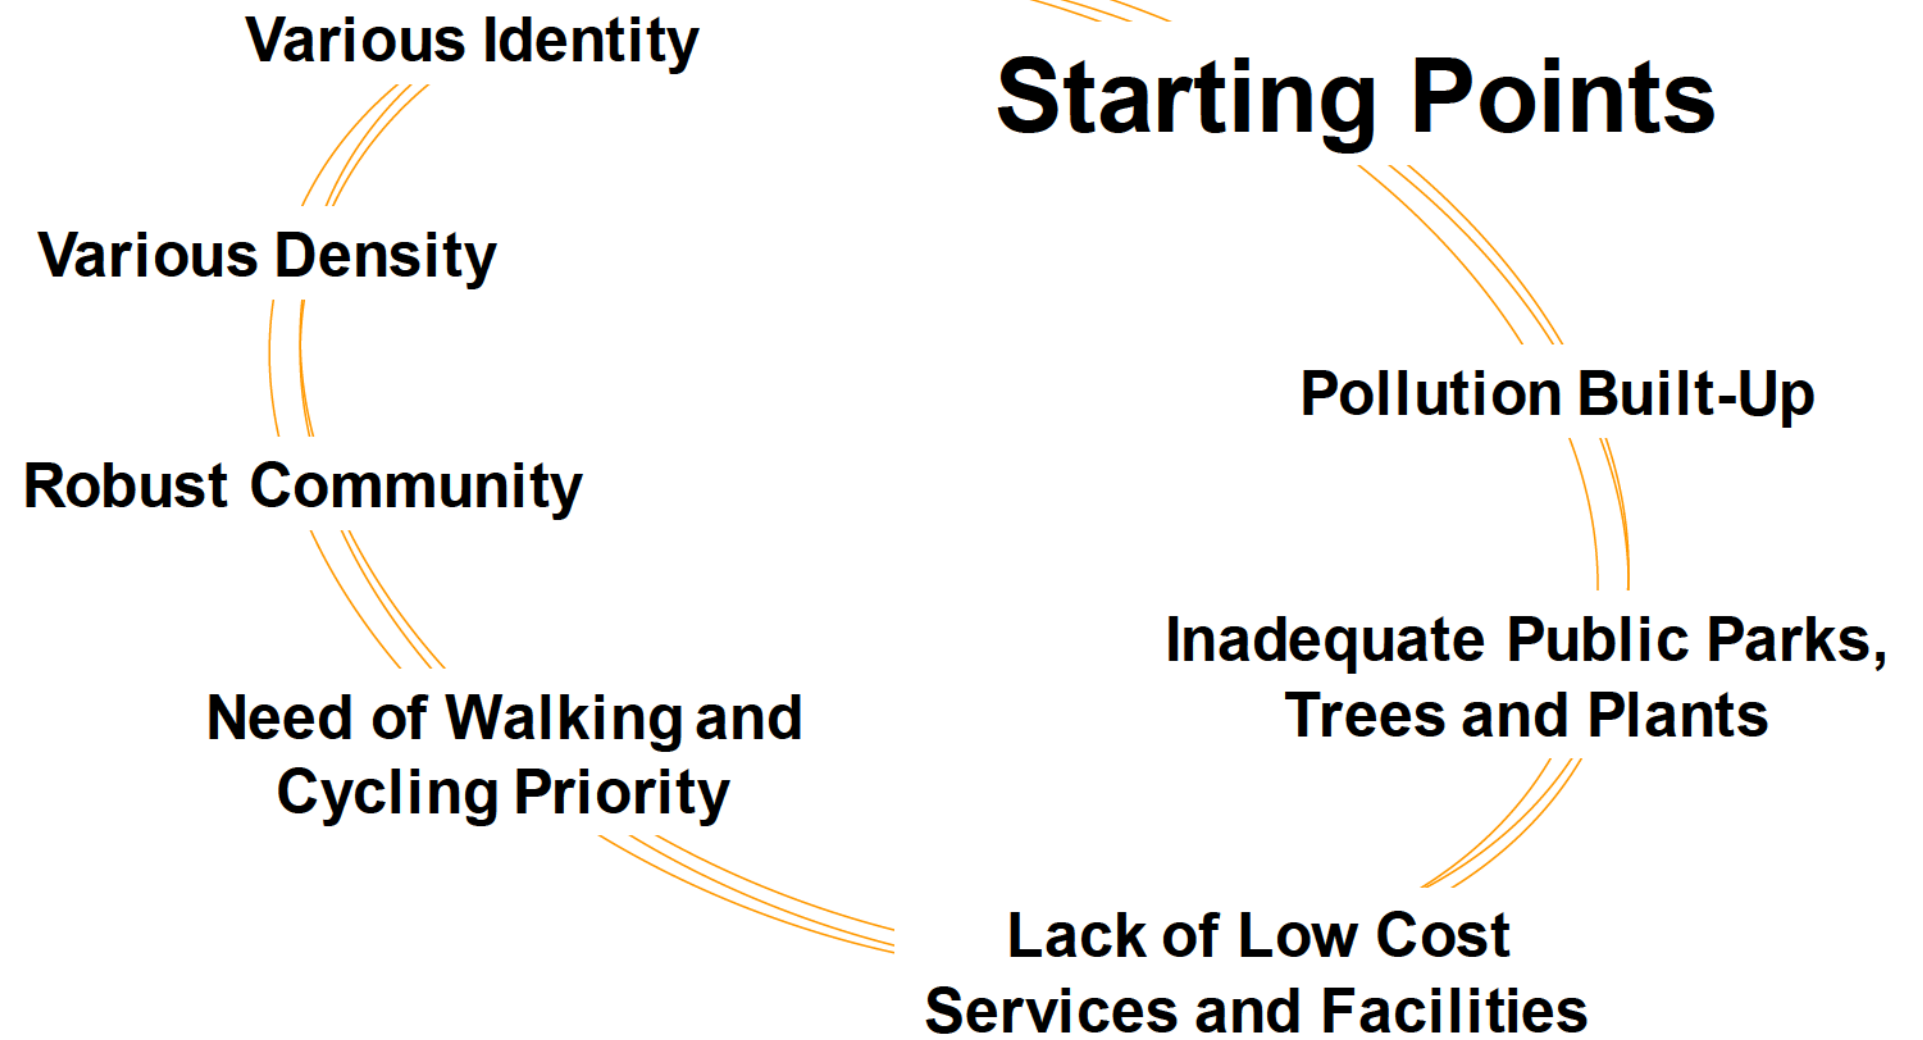 Starting Points
Pollution Built-Up
Inadequate Public Parks,
Trees and Plants
Lack of Low Cost
Services and Facilities
Need of Walking and
Cycling Priority
Robust Community
Various Density
Various Identity